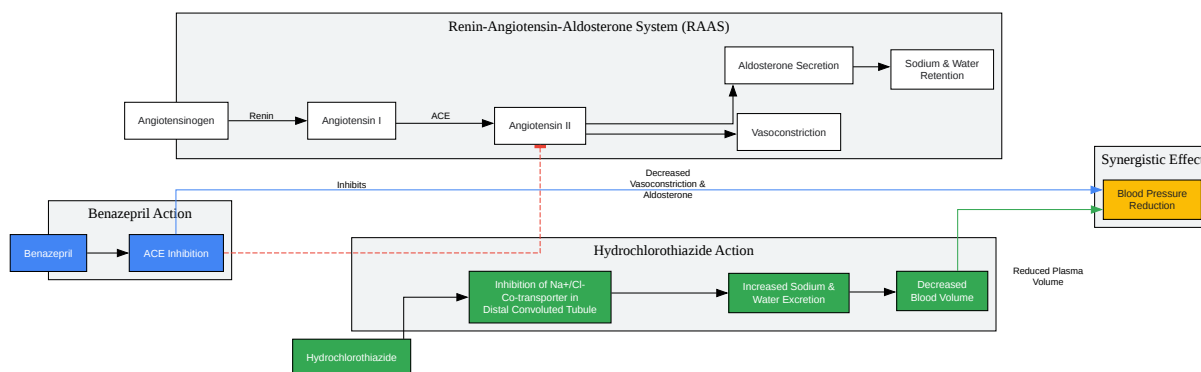 Renin-Angiotensin-Aldosterone System (RAAS)
Aldosterone Secretion
Sodium & Water
Retention
Angiotensinogen
Renin
Angiotensin I
ACE
Angiotensin II
Vasoconstriction
Synergistic Effect
Blood Pressure
Reduction
Inhibits
Decreased
Vasoconstriction &
Aldosterone
Benazepril Action
Benazepril
ACE Inhibition
Hydrochlorothiazide Action
Inhibition of Na+/Cl-
Co-transporter in
Distal Convoluted Tubule
Increased Sodium &
Water Excretion
Decreased
Blood Volume
Reduced Plasma
Volume
Hydrochlorothiazide